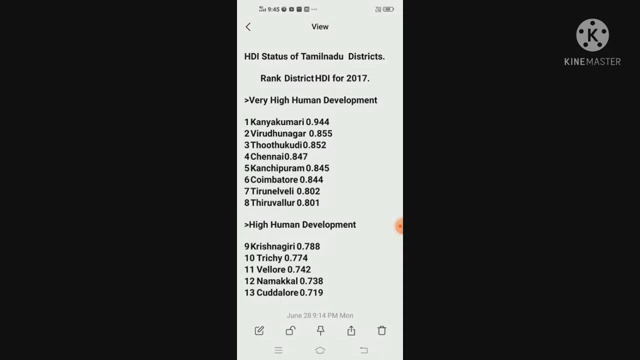 9:45
View
K
KINEMASTER
HDI Status of Tamilnadu Districts.
Rank District HDI for 2017.
>Very High Human Development
1 Kanyakumari 0.944
2 Virudhunagar 0.855
3 Thoothukudi 0.852
4 Chennai 0.847
5 Kanchipuram 0.845
6 Coimbatore 0.844
7 Tirunelveli 0.802
8 Thiruvallur 0.801
>High Human Development
9 Krishnagiri 0.788
10 Trichy 0.774
11 Vellore 0.742
12 Namakkal 0.738
13 Cuddalore 0.719
June 28 9:14 PM Mon